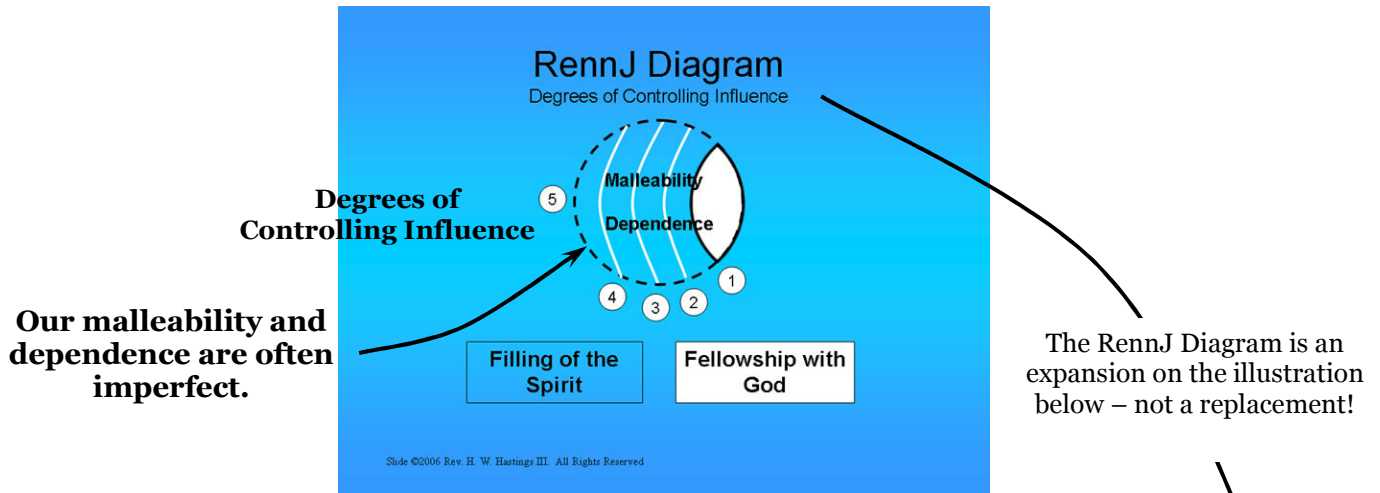 RennJ Diagram
Degrees of Controlling Influence
Malleability
Dependence
5
4
3
2
1
Degrees of
Controlling Influence
Our malleability and
dependence are often
imperfect.
Filling of the
Spirit
Fellowship with
God
The RennJ Diagram is an
expansion on the illustration
below – not a replacement!
Slide ©2006 Rev. H. W. Hastings III. All Rights Reserved